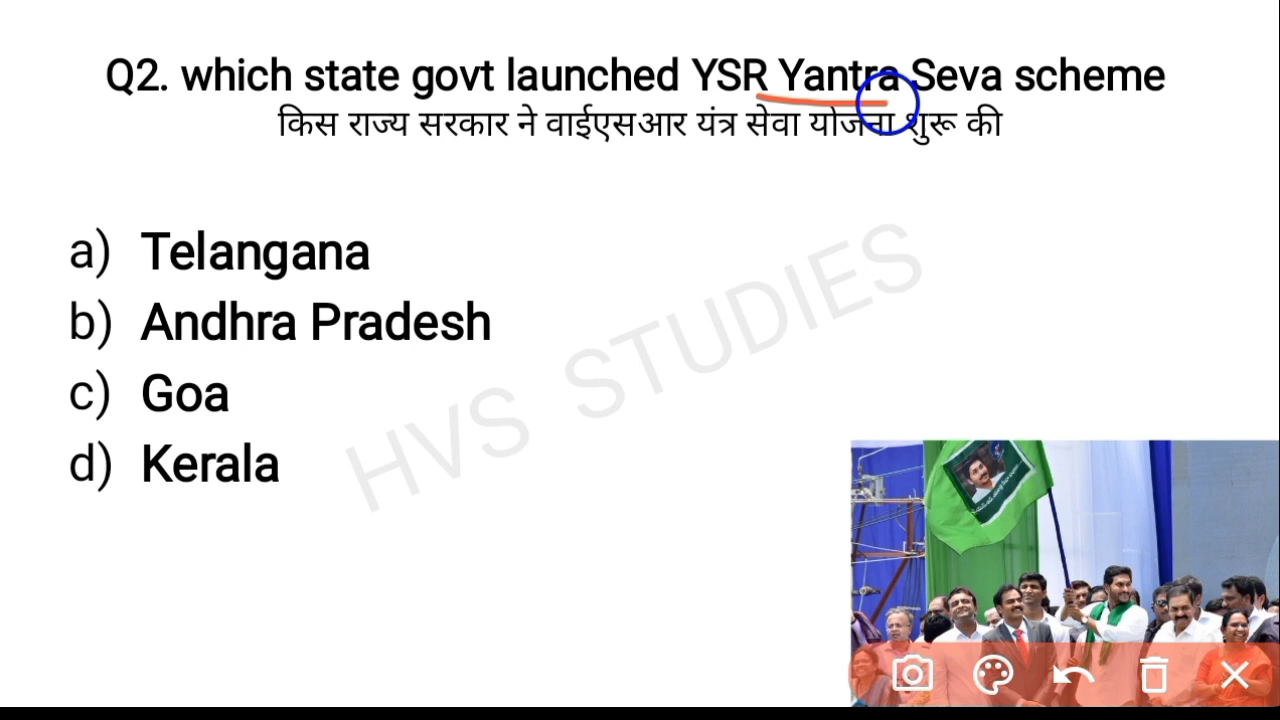 Q2. which state govt launched YSR Yantra Seva scheme
किस राज्य सरकार ने वाईएसआर यंत्र सेवा योजना शुरू की
a) Telangana
b) Andhra Pradesh
c) Goa
d) Kerala
HVS STUDIES